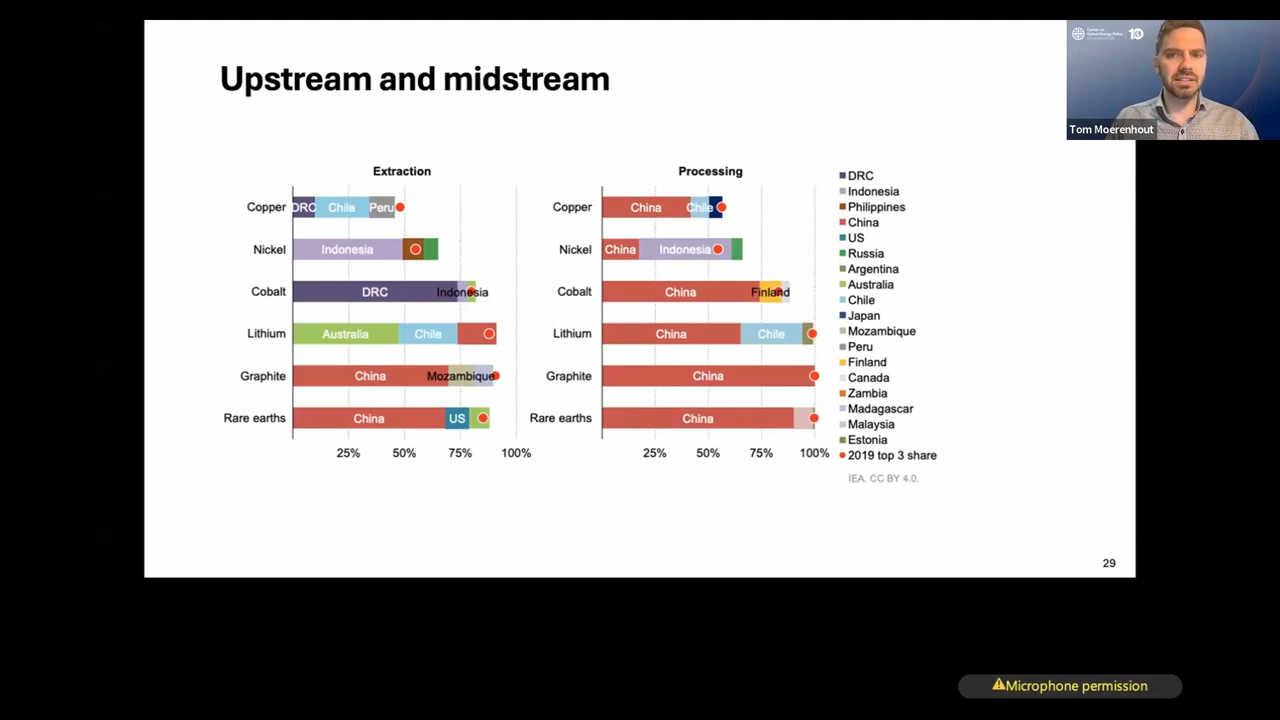 Upstream and midstream
Tom Moerenhout
Extraction
Copper DRC Chile Peru
Nickel Indonesia
Cobalt DRC Indonesia
Lithium Australia Chile
Graphite China Mozambique
Rare earths China US
25% 50% 75% 100%
Processing
Copper China Chile
Nickel China Indonesia
Cobalt China Finland
Lithium China Chile
Graphite China
Rare earths China
25% 50% 75% 100%
DRC
Indonesia
Philippines
China
US
Russia
Argentina
Australia
Chile
Japan
Mozambique
Peru
Finland
Canada
Zambia
Madagascar
Malaysia
Estonia
2019 top 3 share
IEA. CC BY 4.0.
29
Microphone permission